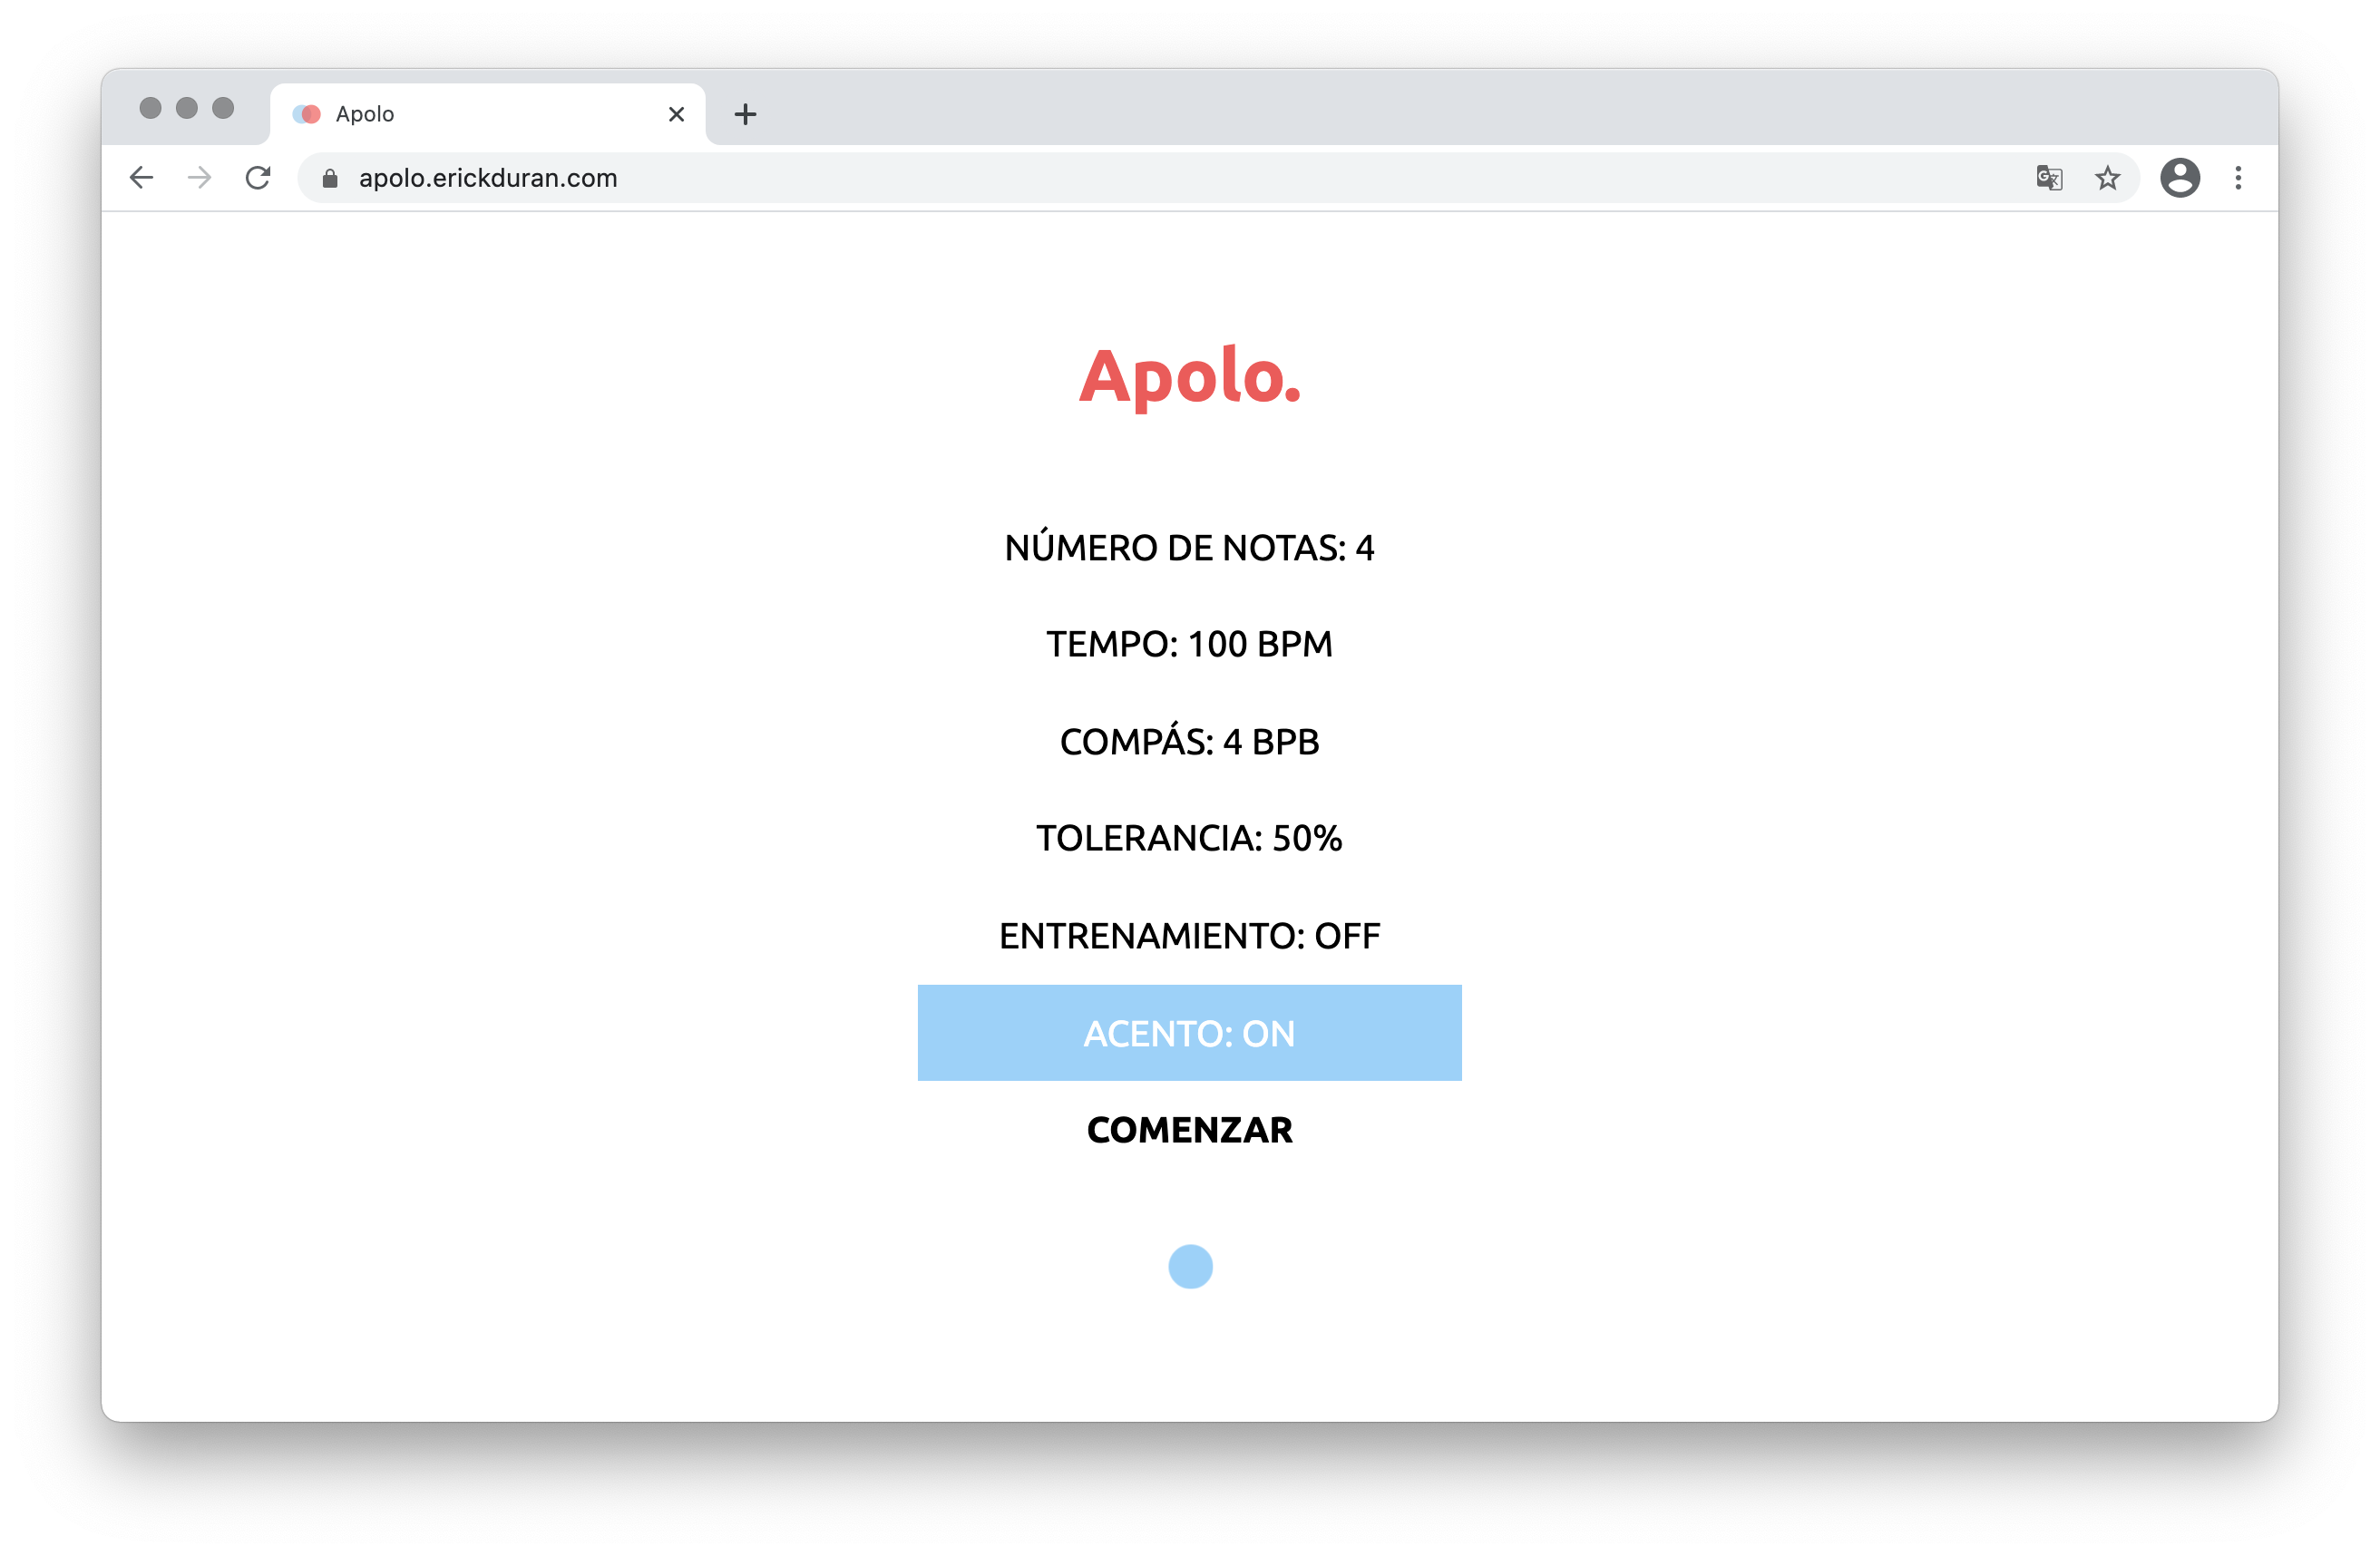 Apolo
apolo.erickduran.com
Apolo.
NÚMERO DE NOTAS: 4
TEMPO: 100 BPM
COMPÁS: 4 BPB
TOLERANCIA: 50%
ENTRENAMIENTO: OFF
ACENTO: ON
COMENZAR